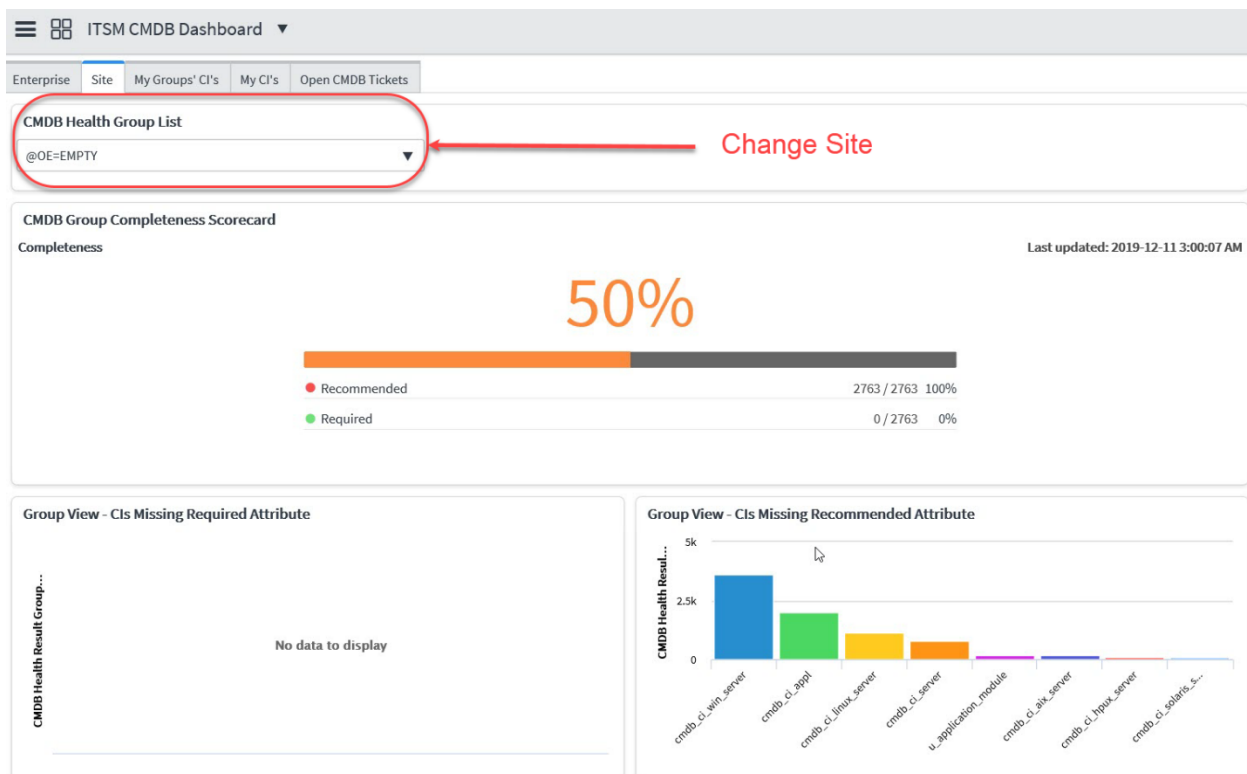 ITSM CMDB Dashboard ▼
Enterprise Site My Groups' CI's My CI's Open CMDB Tickets
CMDB Health Group List
@OE=EMPTY ▼
Change Site
CMDB Group Completeness Scorecard
Completeness
Last updated: 2019-12-11 3:00:07 AM
50%
Recommended 2763 / 2763 100%
Required 0 / 2763 0%
Group View - CIs Missing Required Attribute
CMDB Health Result Group...
No data to display
Group View - CIs Missing Recommended Attribute
CMDB Health Resul...
5k
2.5k
0
cmdb_ci_win_server
cmdb_ci_appl
cmdb_ci_linux_server
cmdb_ci_server
u_application_module
cmdb_ci_aix_server
cmdb_ci_hpux_server
cmdb_ci_solaris_s...